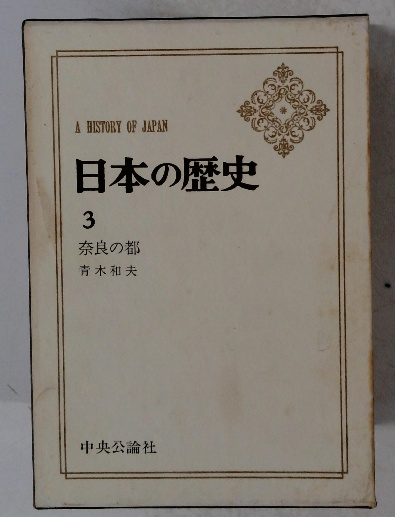 A HISTORY OF JAPAN
日本の歴史
3
奈良の都
青木和夫
中央公論社